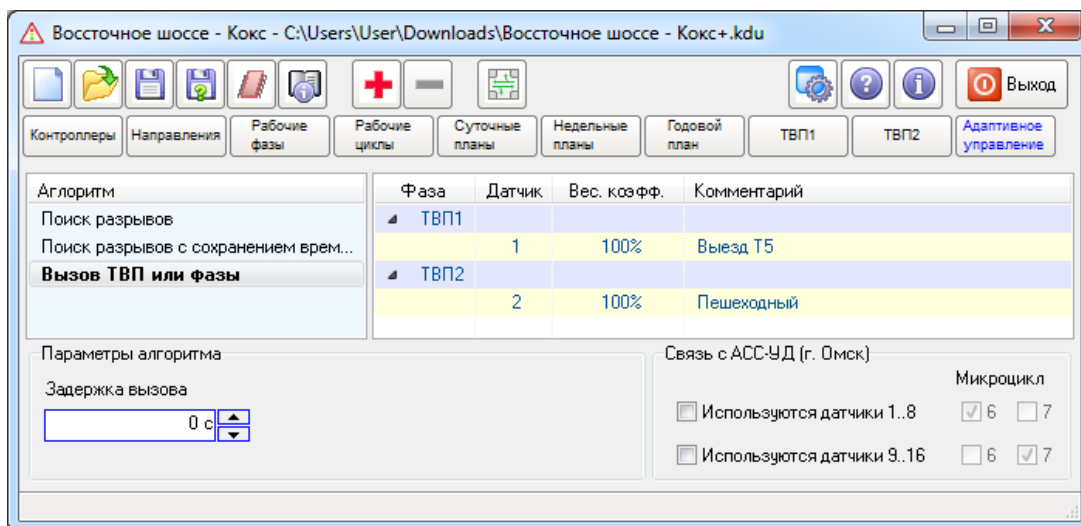 Воссточное шоссе - Кокс - C:\Users\User\Downloads\Воссточное шоссе - Кокс+.kdu
Выход
Контроллеры
Направления
Рабочие
фазы
Рабочие
циклы
Суточные
планы
Недельные
планы
Годовой
план
ТВП1
ТВП2
Адаптивное
управление
Аглоритм
Поиск разрывов
Поиск разрывов с сохранением врем...
Вызов ТВП или фазы
Фаза Датчик Вес. коэфф. Комментарий
ТВП1
1 100% Выезд Т5
ТВП2
2 100% Пешеходный
Параметры алгоритма
Задержка вызова
0 с
Связь с АСС-УД (г. Омск)
Микроцикл
Используются датчики 1..8 6 7
Используются датчики 9..16 6 7